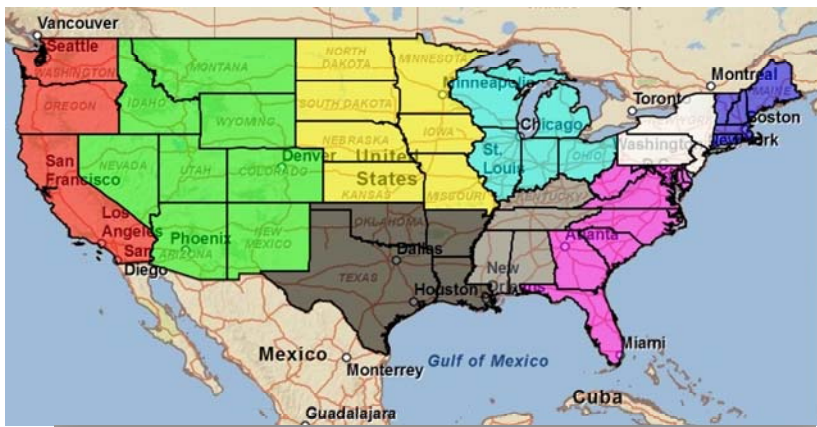 Vancouver
Seattle
WASHINGTON
MONTANA
NORTH
DAKOTA
MINNESOTA
Minneapolis
Montreal
MAINE
OREGON
IDAHO
SOUTH DAKOTA
Toronto
Boston
WYOMING
IOWA
Chicago
New York
NEBRASKA
Washington
D.C.
San
Francisco
NEVADA
UTAH
Denver
COLORADO
United
States
KANSAS
MISSOURI
St.
Louis
OHIO
KENTUCKY
Los
Angeles
San
Diego
Phoenix
ARIZONA
NEW
MEXICO
OKLAHOMA
Dallas
Atlanta
TEXAS
New
Orleans
Houston
Miami
Mexico
Monterrey
Gulf of Mexico
Cuba
Guadalajara